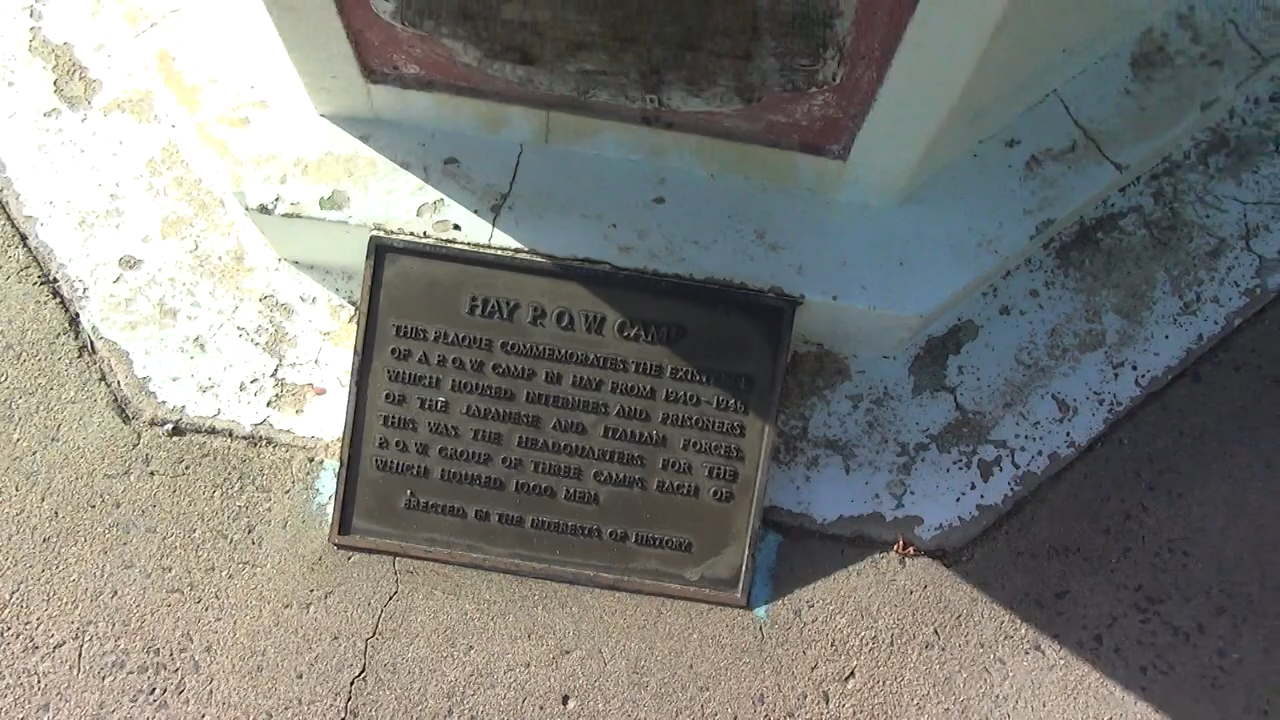 HAY P.O.W. CAMP
THIS PLAQUE COMMEMORATES THE EXISTENCE
OF A P.O.W. CAMP IN HAY FROM 1940-1946
WHICH HOUSED INTERNEES AND PRISONERS
OF THE JAPANESE AND ITALIAN FORCES.
THIS WAS THE HEADQUARTERS FOR THE
P.O.W. GROUP OF THREE CAMPS EACH OF
WHICH HOUSED 1000 MEN.
ERECTED IN THE INTERESTS OF HISTORY.